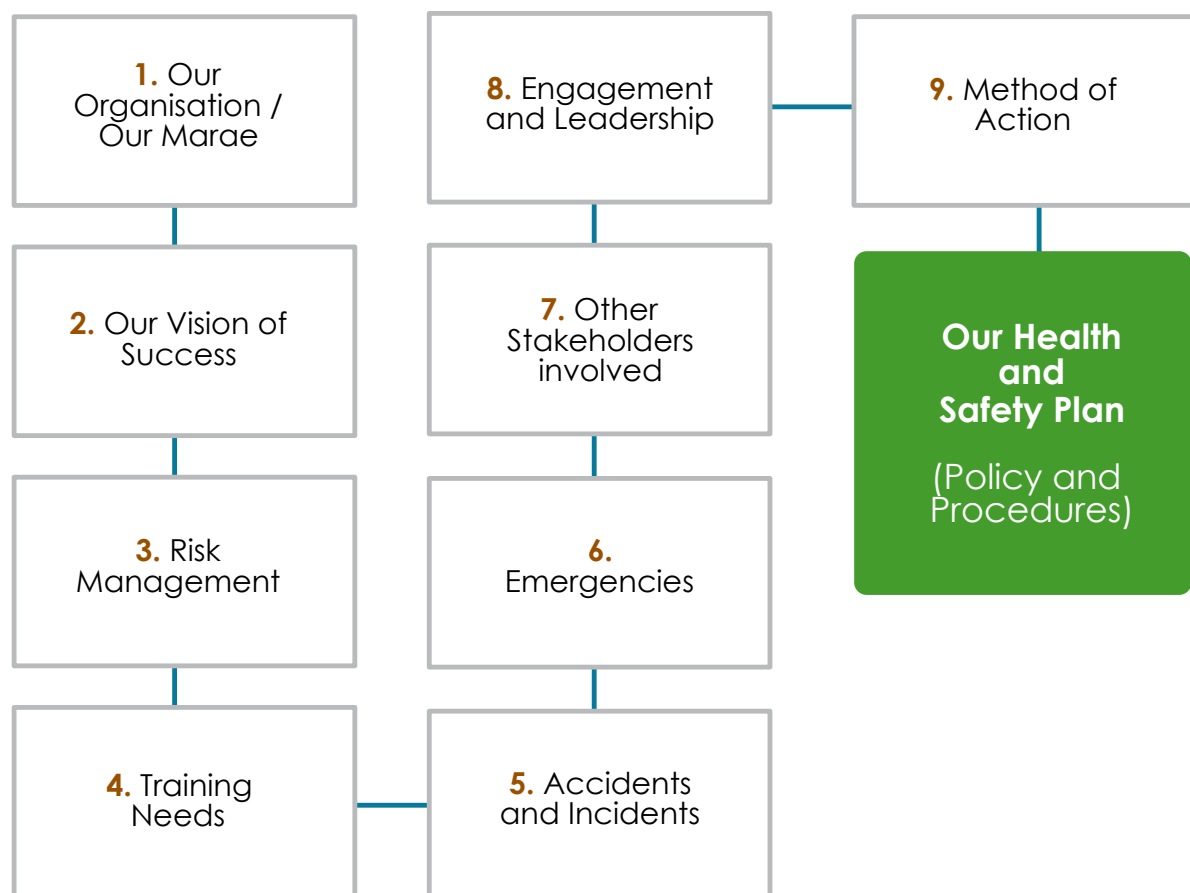 1. Our
Organisation /
Our Marae
2. Our Vision of
Success
3. Risk
Management
4. Training
Needs
5. Accidents
and Incidents
6.
Emergencies
7. Other
Stakeholders
involved
8. Engagement
and Leadership
9. Method of
Action
Our Health
and
Safety Plan
(Policy and
Procedures)